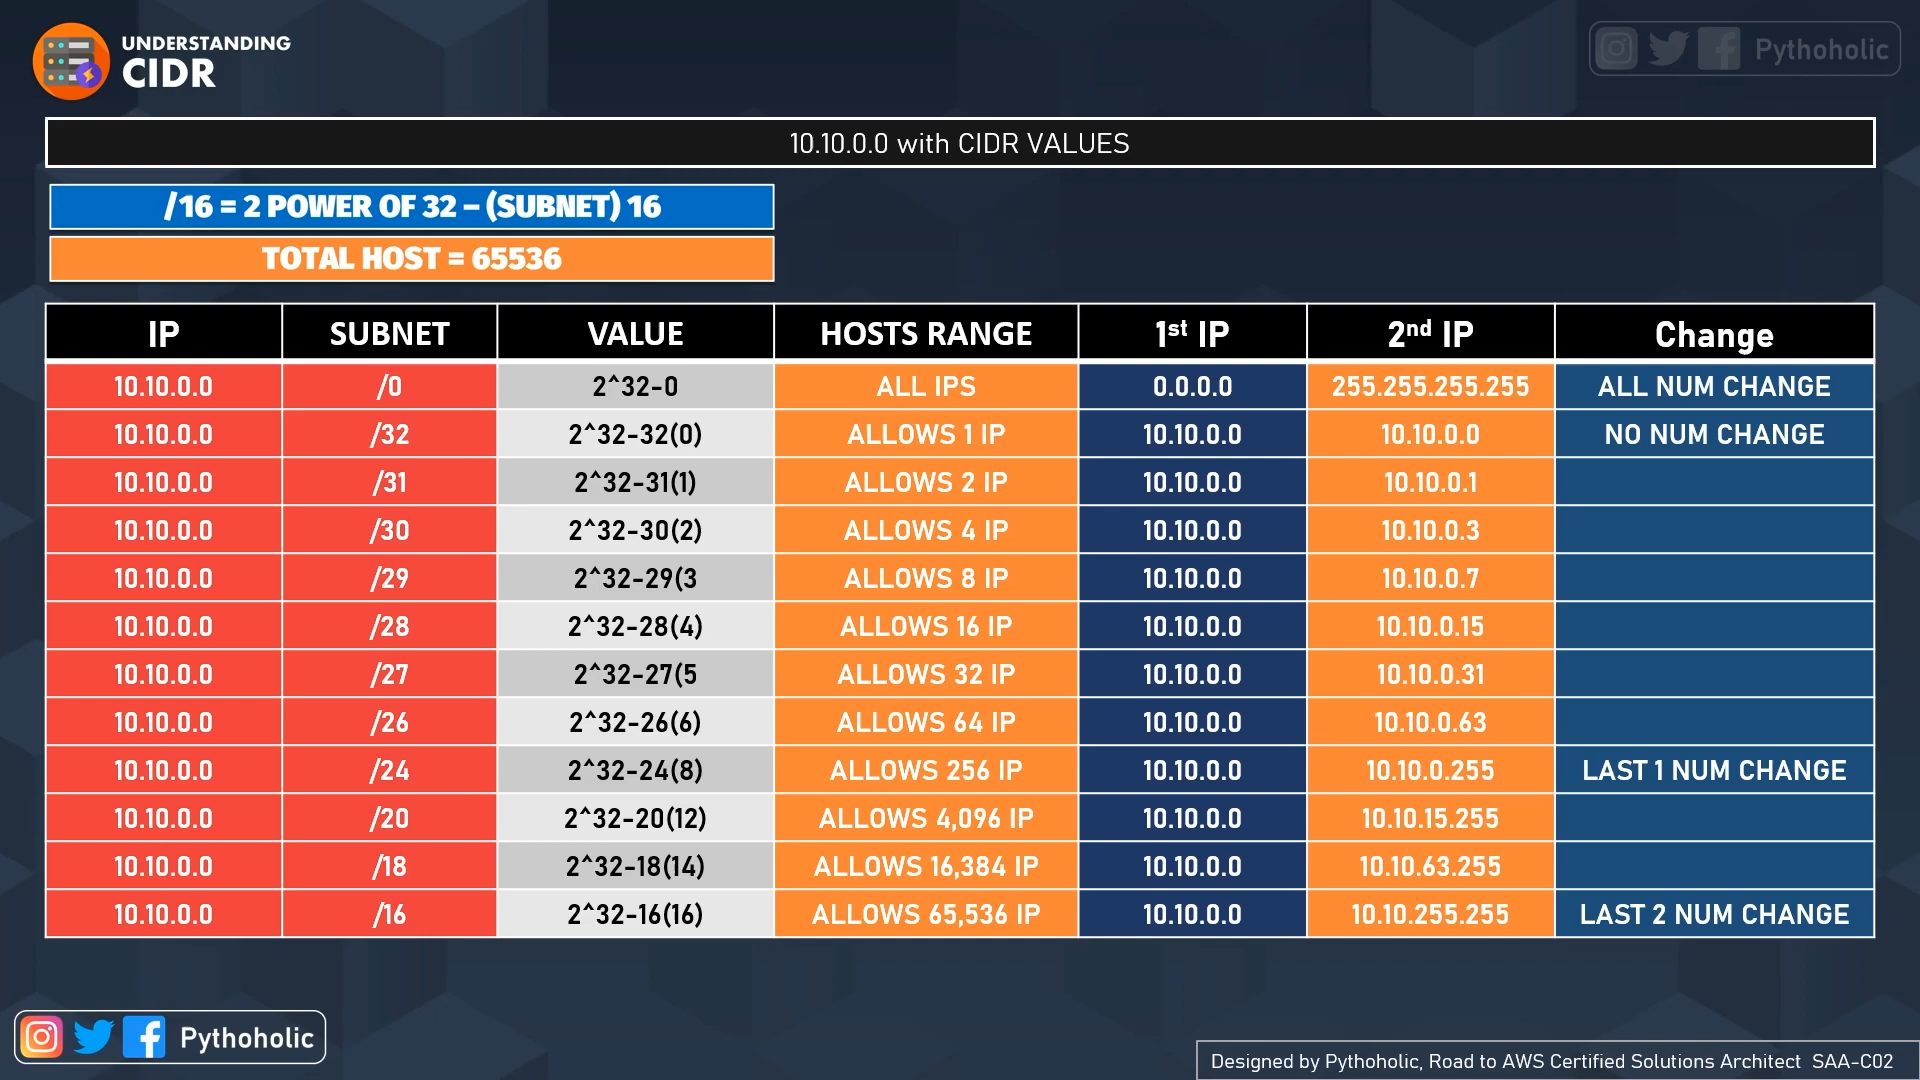 UNDERSTANDING
CIDR
Pythoholic
10.10.0.0 with CIDR VALUES
/16 = 2 POWER OF 32 – (SUBNET) 16
TOTAL HOST = 65536
IP SUBNET VALUE HOSTS RANGE 1st IP 2nd IP Change
10.10.0.0 /0 2^32-0 ALL IPS 0.0.0.0 255.255.255.255 ALL NUM CHANGE
10.10.0.0 /32 2^32-32(0) ALLOWS 1 IP 10.10.0.0 10.10.0.0 NO NUM CHANGE
10.10.0.0 /31 2^32-31(1) ALLOWS 2 IP 10.10.0.0 10.10.0.1
10.10.0.0 /30 2^32-30(2) ALLOWS 4 IP 10.10.0.0 10.10.0.3
10.10.0.0 /29 2^32-29(3 ALLOWS 8 IP 10.10.0.0 10.10.0.7
10.10.0.0 /28 2^32-28(4) ALLOWS 16 IP 10.10.0.0 10.10.0.15
10.10.0.0 /27 2^32-27(5 ALLOWS 32 IP 10.10.0.0 10.10.0.31
10.10.0.0 /26 2^32-26(6) ALLOWS 64 IP 10.10.0.0 10.10.0.63
10.10.0.0 /24 2^32-24(8) ALLOWS 256 IP 10.10.0.0 10.10.0.255 LAST 1 NUM CHANGE
10.10.0.0 /20 2^32-20(12) ALLOWS 4,096 IP 10.10.0.0 10.10.15.255
10.10.0.0 /18 2^32-18(14) ALLOWS 16,384 IP 10.10.0.0 10.10.63.255
10.10.0.0 /16 2^32-16(16) ALLOWS 65,536 IP 10.10.0.0 10.10.255.255 LAST 2 NUM CHANGE
Pythoholic
Designed by Pythoholic, Road to AWS Certified Solutions Architect SAA-C02